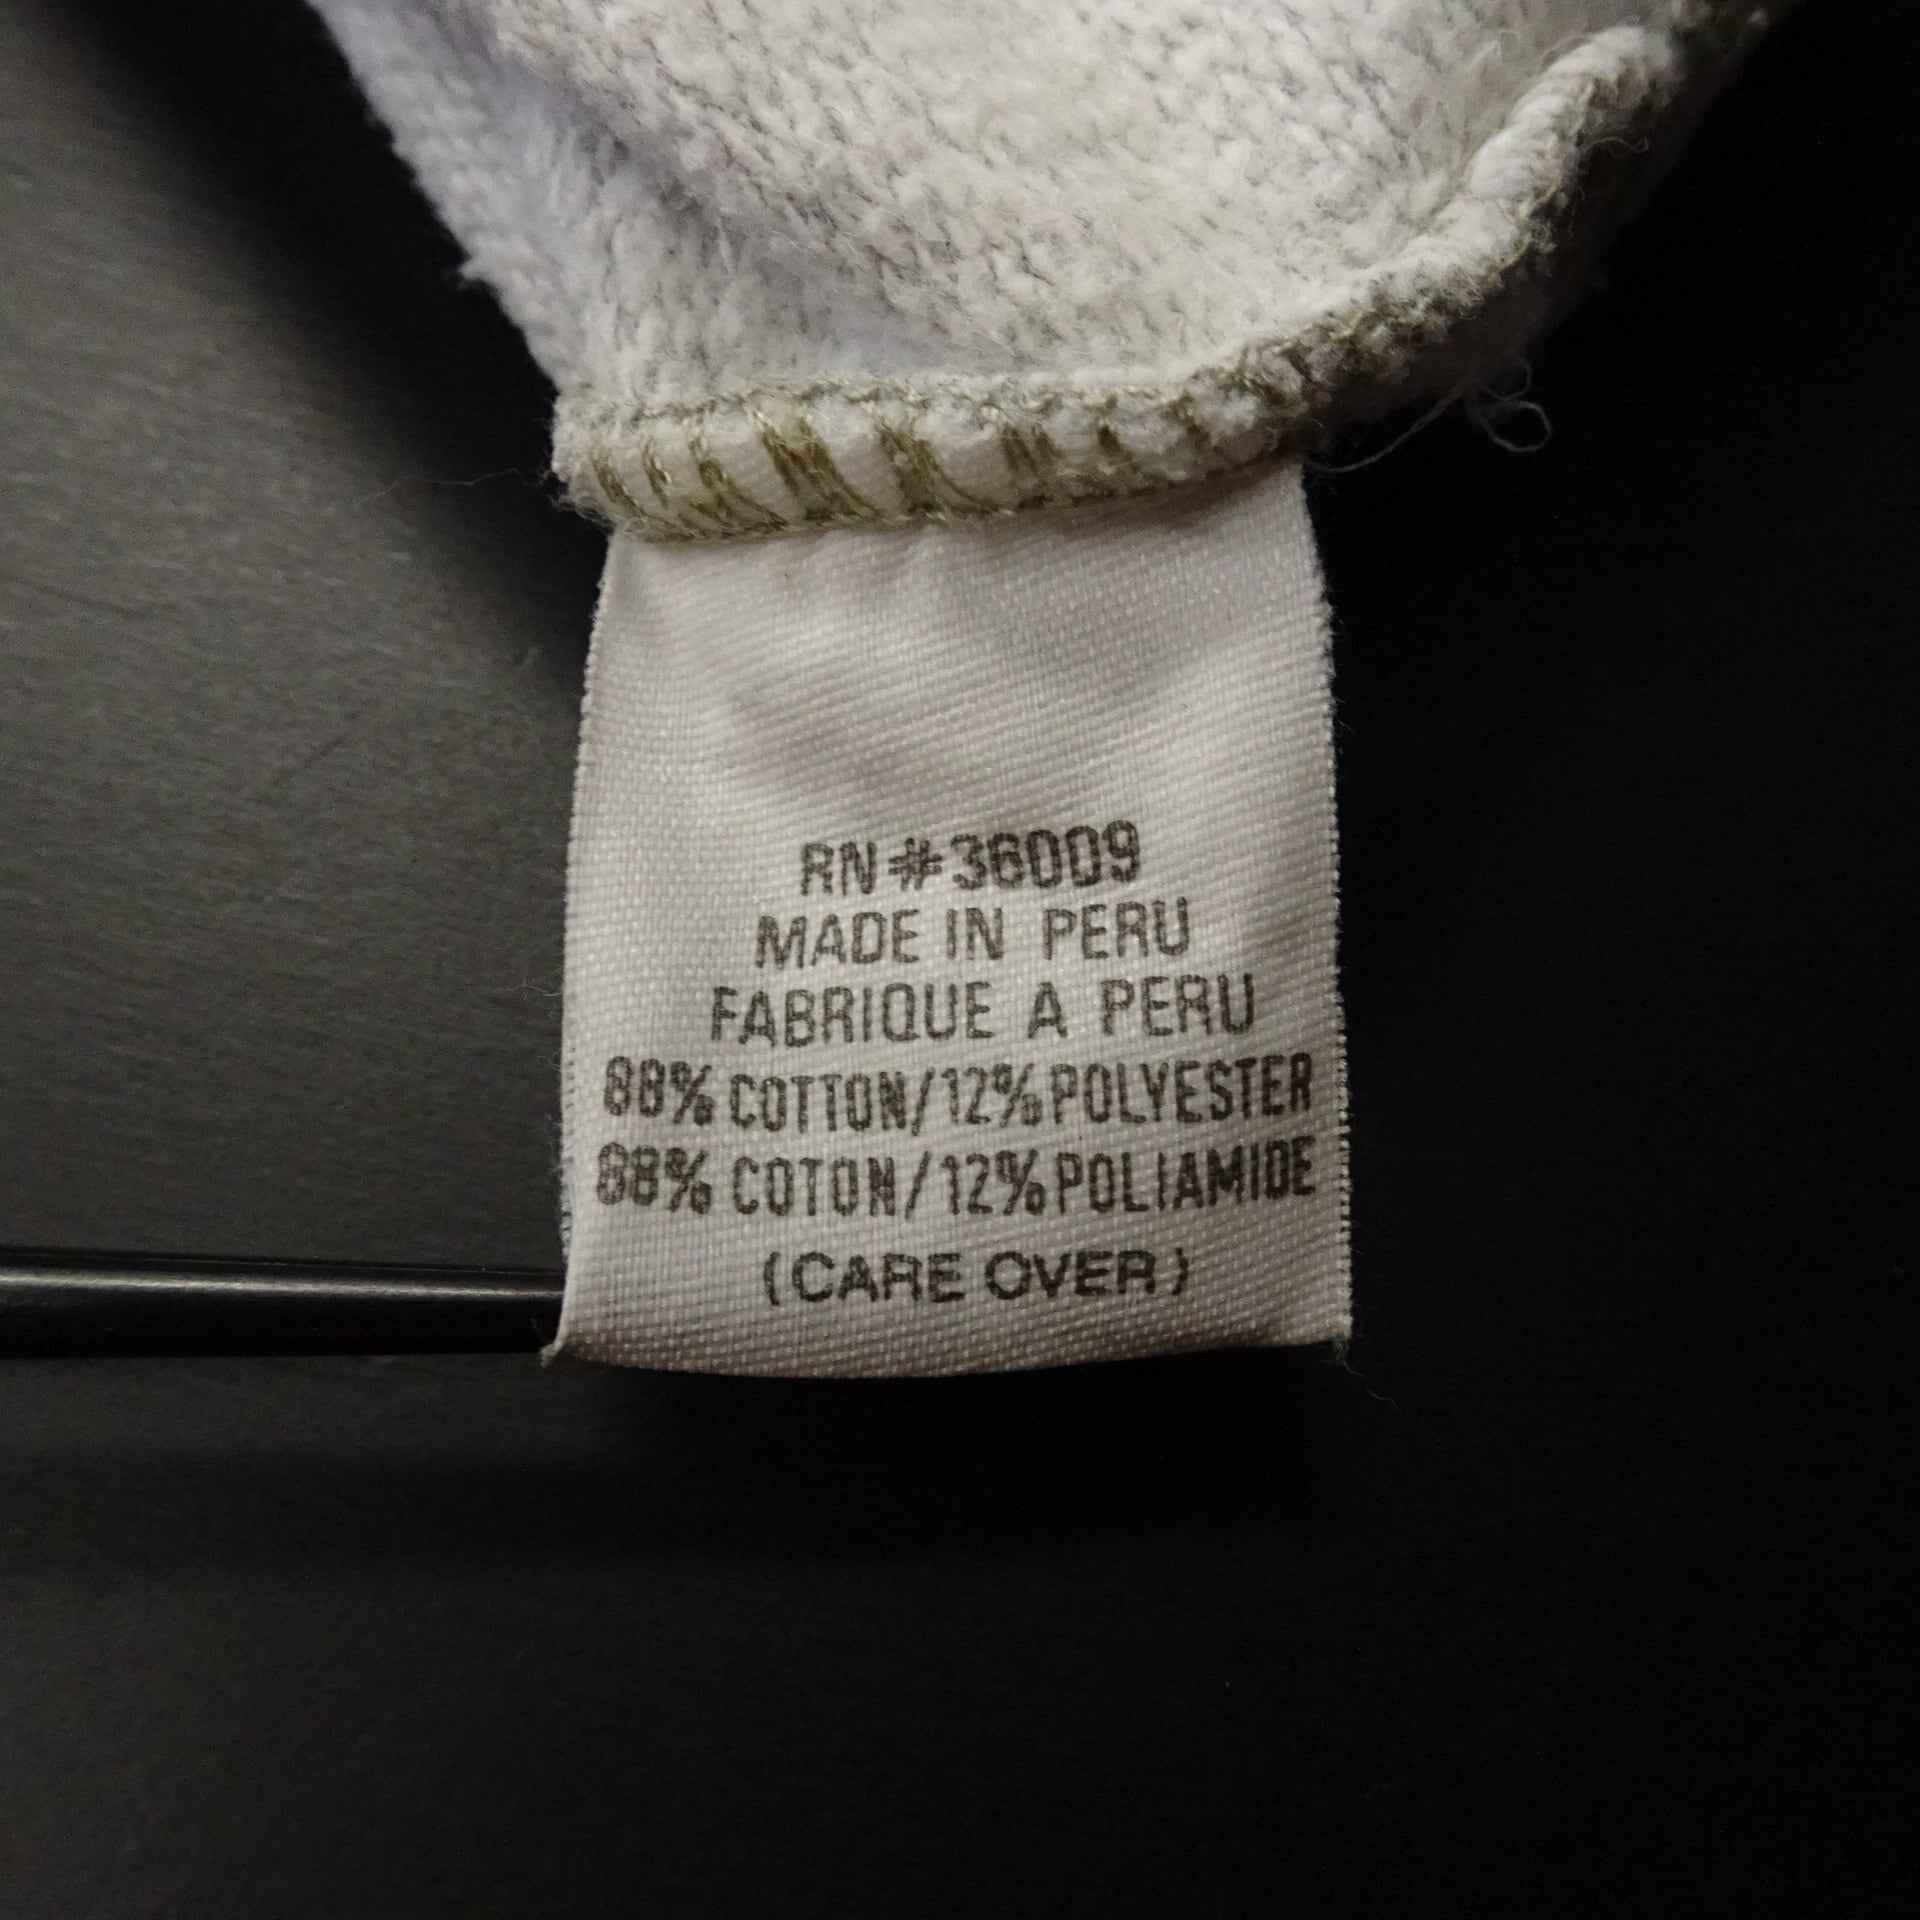 RN#36009
MADE IN PERU
FABRIQUE A PERU
88% COTTON/12% POLYESTER
88% COTON/12% POLIAMIDE
(CARE OVER)